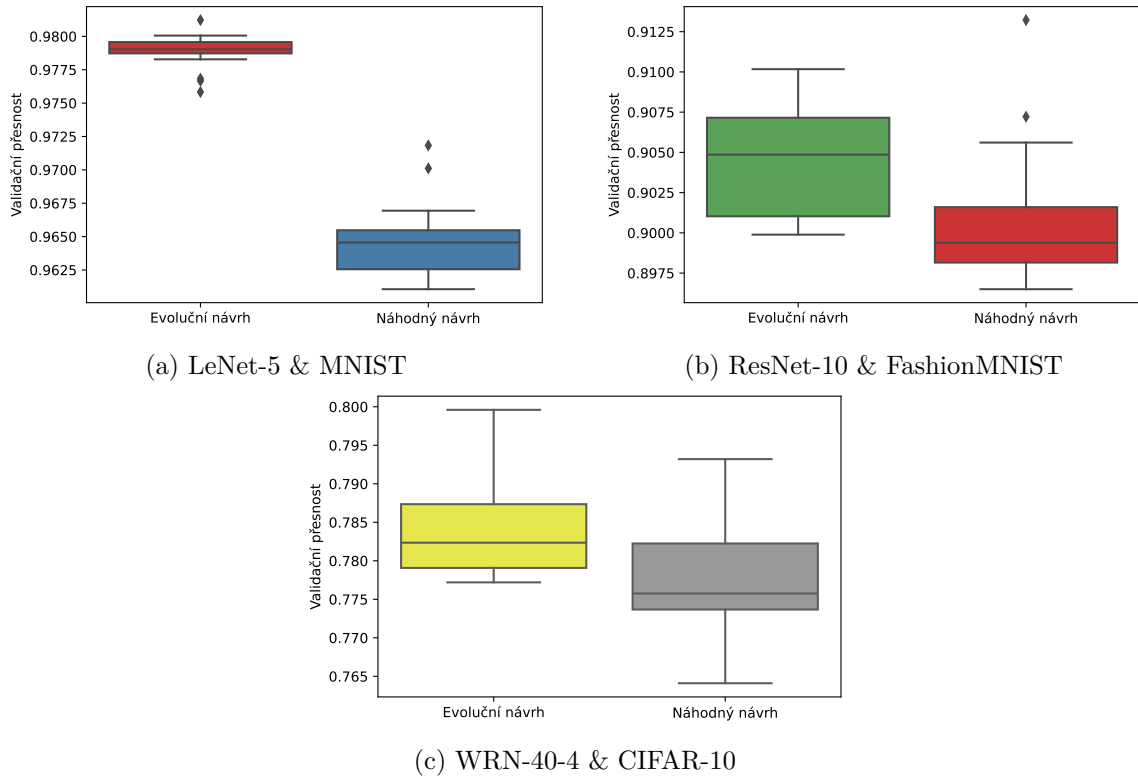 0.9800
0.9775
0.9750
0.9725
0.9700
0.9675
0.9650
0.9625
Validační přesnost
Evoluční návrh
Náhodný návrh
(a) LeNet-5 & MNIST
0.9125
0.9100
0.9075
0.9050
0.9025
0.9000
0.8975
Validační přesnost
Evoluční návrh
Náhodný návrh
(b) ResNet-10 & FashionMNIST
0.800
0.795
0.790
0.785
0.780
0.775
0.770
0.765
Validační přesnost
Evoluční návrh
Náhodný návrh
(c) WRN-40-4 & CIFAR-10